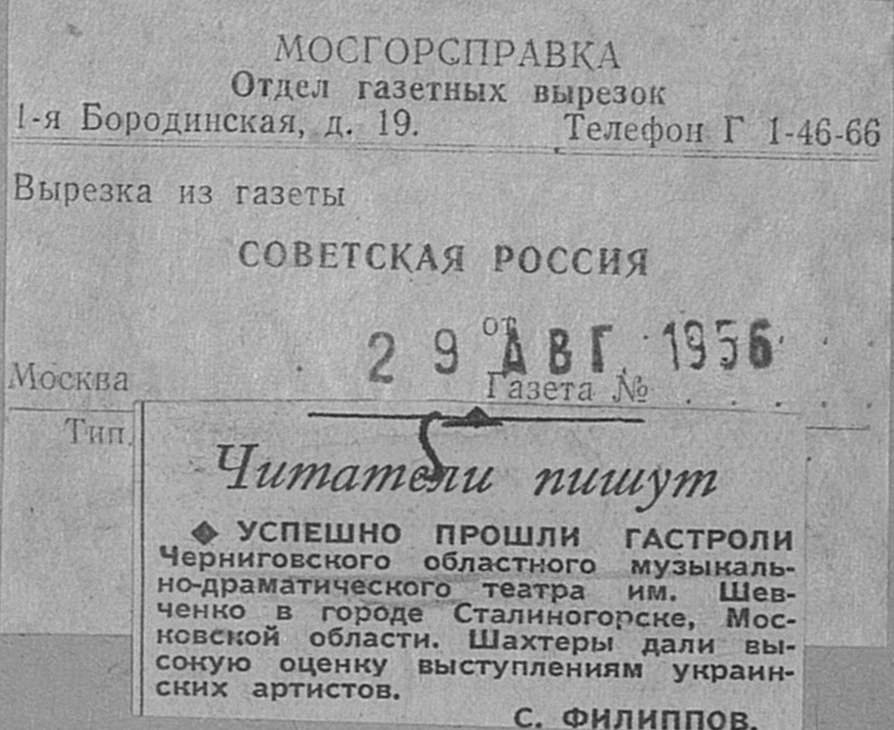 МОСГОРСПРАВКА
Отдел газетных вырезок
1-я Бородинская, д. 19. Телефон Г 1-46-66
Вырезка из газеты
СОВЕТСКАЯ РОССИЯ
от
29 АВГ. 1956
Москва Газета №
Тип.
Читатели пишут
УСПЕШНО ПРОШЛИ ГАСТРОЛИ
Черниговского областного музыкаль-
но-драматического театра им. Шев-
ченко в городе Сталиногорске, Мос-
ковской области. Шахтеры дали вы-
сокую оценку выступлениям украин-
ских артистов.
С. ФИЛИППОВ.